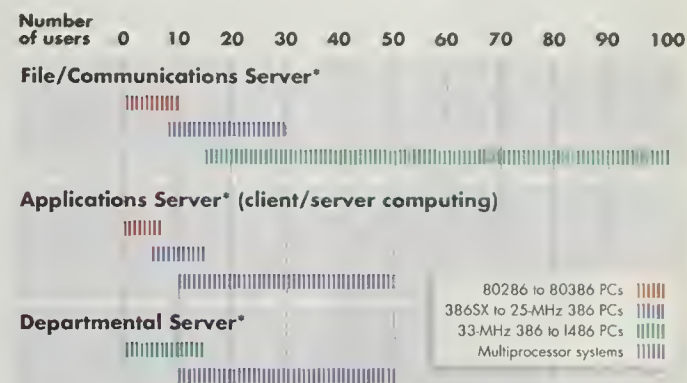 Number
of users 0 10 20 30 40 50 60 70 80 90 100
File/Communications Server*
Applications Server* (client/server computing)
Departmental Server*
80286 to 80386 PCs
386SX to 25-MHz 386 PCs
33-MHz 386 to I486 PCs
Multiprocessor systems